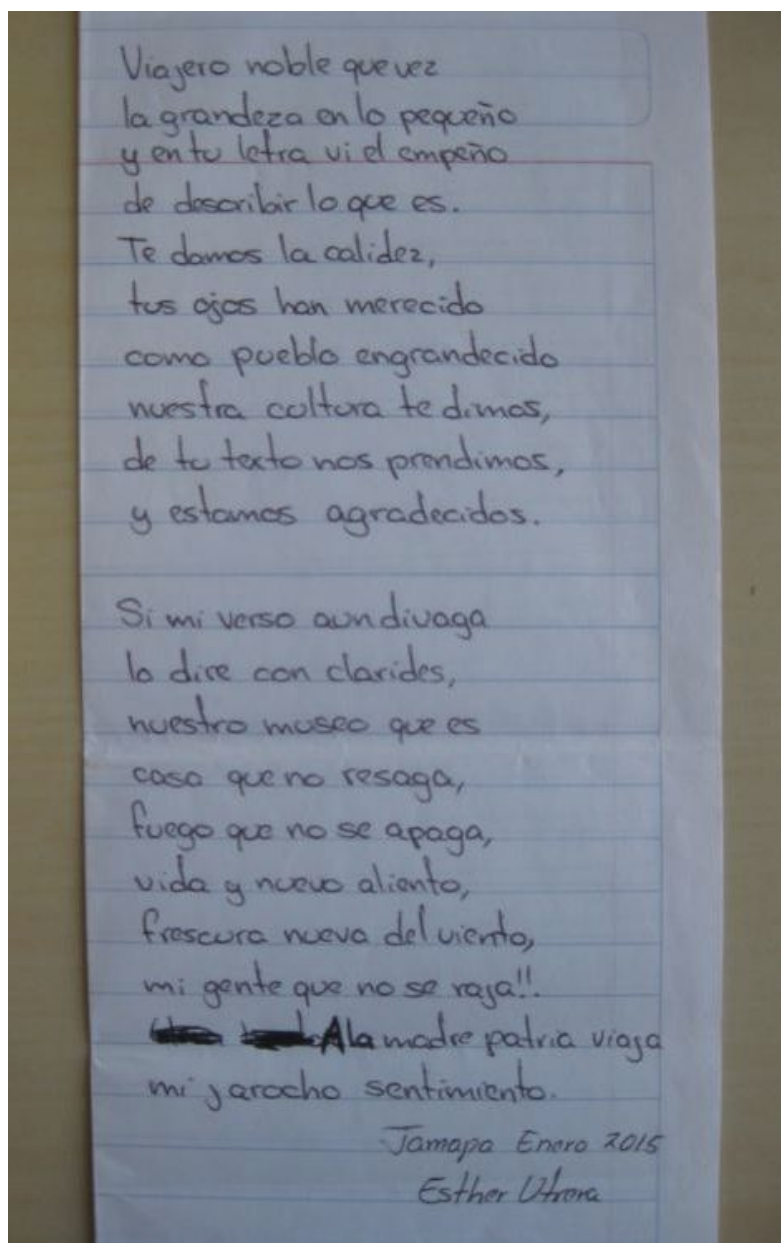 Viajero noble que vez
la grandeza en lo pequeño
y en tu letra vi el empeño
de describir lo que es.
Te damos la calidez,
tus ojos han merecido
como pueblo engrandecido
nuestra cultura te dimos,
de tu texto nos prendimos,
y estamos agradecidos.
Si mi verso aun divaga
lo dire con clarides,
nuestro museo que es
casa que no resaga,
fuego que no se apaga,
vida y nuevo aliento,
frescura nueva del viento,
mi gente que no se raja!!.
A la madre patria viaja
mi jarocho sentimiento.
Jamapa Enero 2015
Esther Utrera